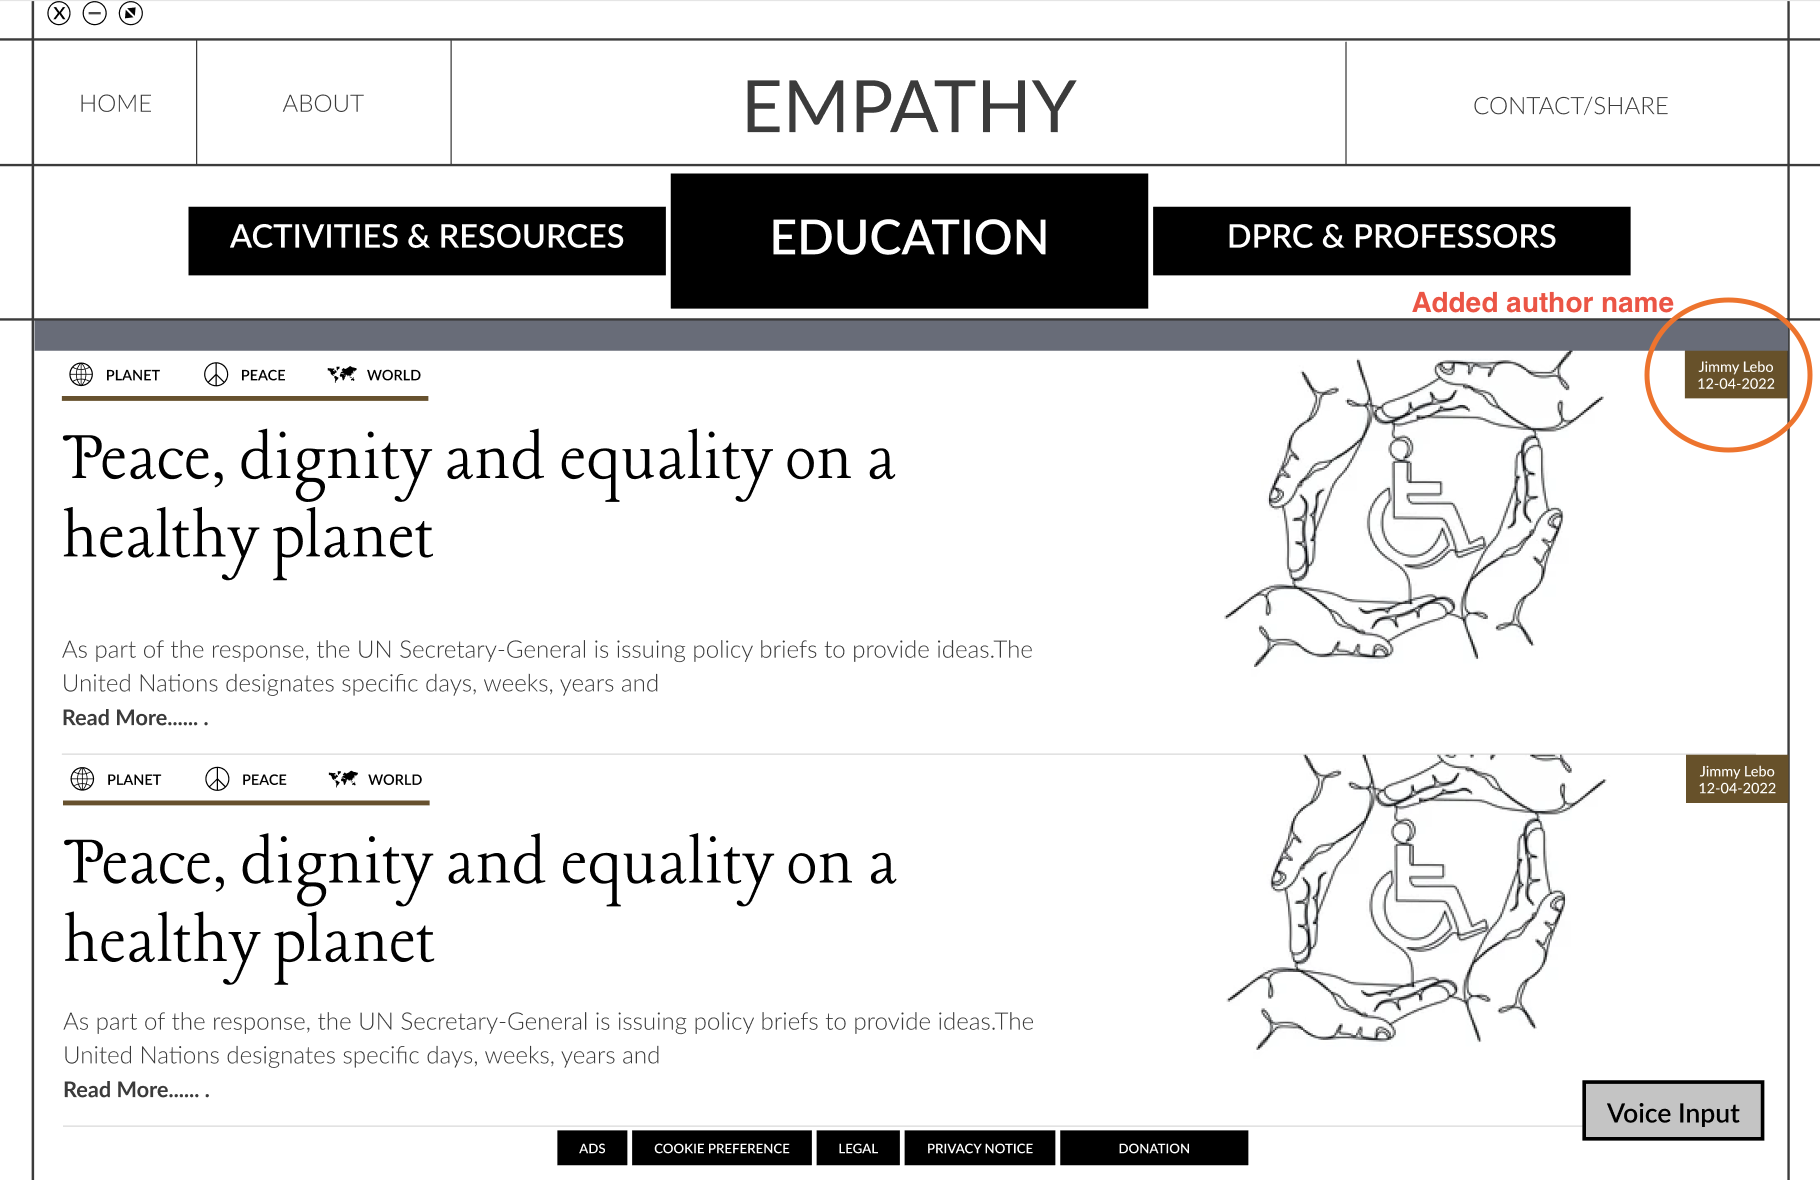 HOME
ABOUT
EMPATHY
CONTACT/SHARE
ACTIVITIES & RESOURCES
EDUCATION
DPRC & PROFESSORS
Added author name
PLANET
PEACE
WORLD
Jimmy Lebo
12-04-2022
Peace, dignity and equality on a
healthy planet
As part of the response, the UN Secretary-General is issuing policy briefs to provide ideas.The
United Nations designates specific days, weeks, years and
Read More...... .
PLANET
PEACE
WORLD
Jimmy Lebo
12-04-2022
Peace, dignity and equality on a
healthy planet
As part of the response, the UN Secretary-General is issuing policy briefs to provide ideas.The
United Nations designates specific days, weeks, years and
Read More...... .
Voice Input
ADS
COOKIE PREFERENCE
LEGAL
PRIVACY NOTICE
DONATION